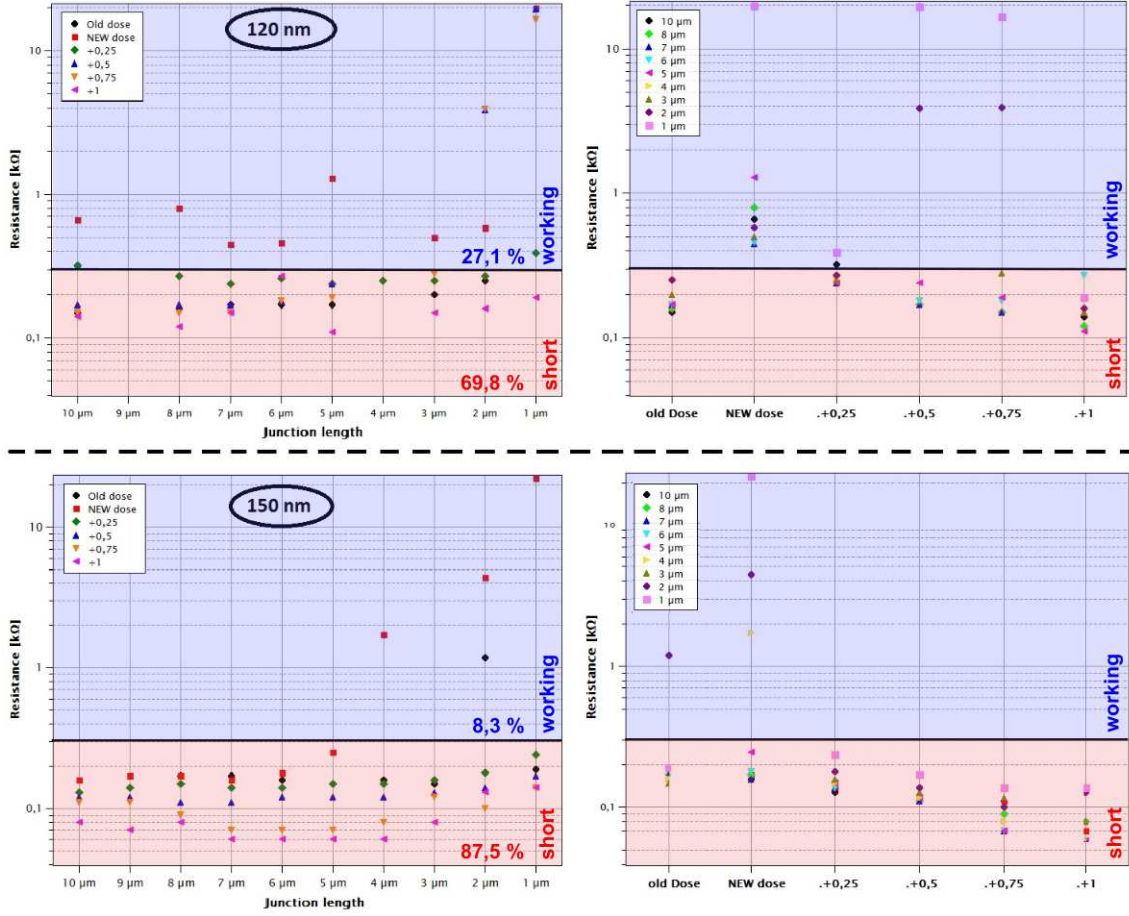 120 nm
Old dose
NEW dose
+0,25
+0,5
+0,75
+1
10
1
0,1
Resistance [kΩ]
working
27,1 %
short
69,8 %
10 µm
9 µm
8 µm
7 µm
6 µm
5 µm
4 µm
3 µm
2 µm
1 µm
Junction length
10 µm
8 µm
7 µm
6 µm
5 µm
4 µm
3 µm
2 µm
1 µm
10
1
0,1
Resistance [kΩ]
working
short
old Dose
NEW dose
.+0,25
.+0,5
.+0,75
.+1
150 nm
Old dose
NEW dose
+0,25
+0,5
+0,75
+1
10
1
0,1
Resistance [kΩ]
working
8,3 %
short
87,5 %
10 µm
9 µm
8 µm
7 µm
6 µm
5 µm
4 µm
3 µm
2 µm
1 µm
Junction length
10 µm
8 µm
7 µm
6 µm
5 µm
4 µm
3 µm
2 µm
1 µm
10
1
0,1
Resistance [kΩ]
working
short
old Dose
NEW dose
.+0,25
.+0,5
.+0,75
.+1